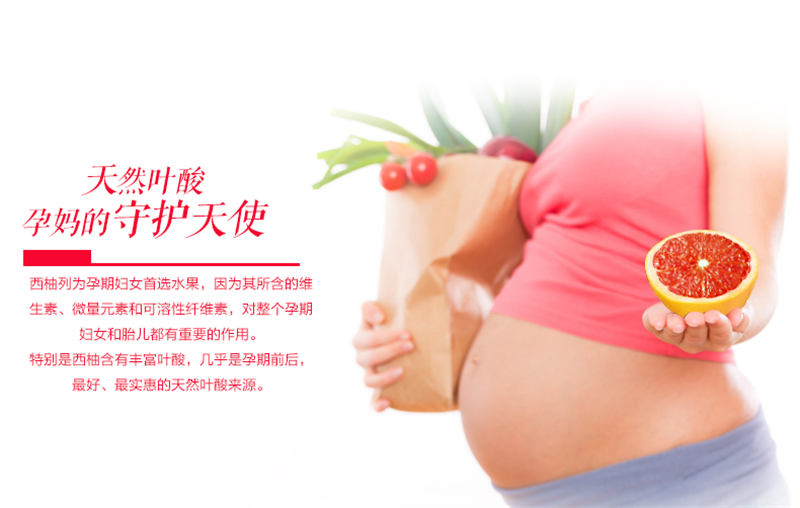 天然叶酸
孕妈的守护天使
西柚列为孕期妇女首选水果，因为其所含的维
生素、微量元素和可溶性纤维素，对整个孕期
妇女和胎儿都有重要的作用。
特别是西柚含有丰富叶酸，几乎是孕期前后，
最好、最实惠的天然叶酸来源。